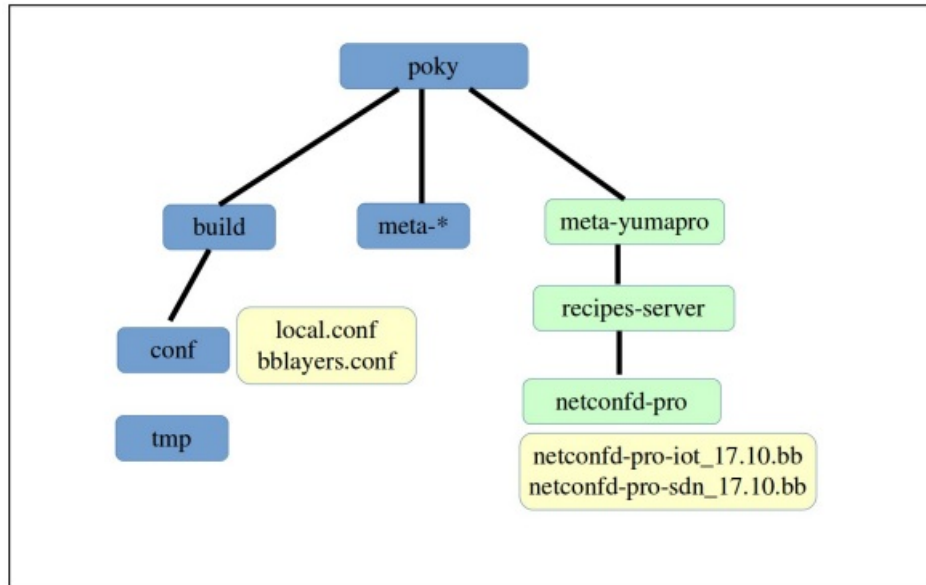 poky
build
meta-*
meta-yumapro
recipes-server
conf
local.conf
bblayers.conf
netconfd-pro
tmp
netconfd-pro-iot_17.10.bb
netconfd-pro-sdn_17.10.bb